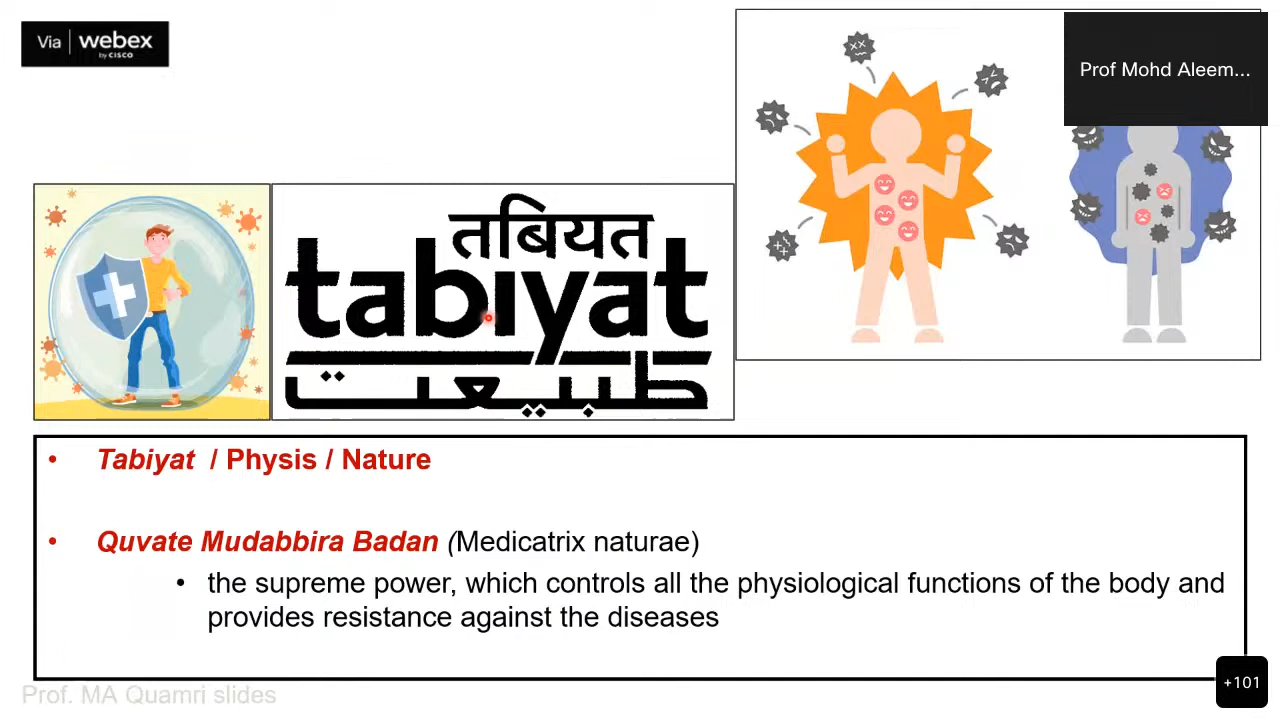 Via | webex
by CISCO
Prof Mohd Aleem...
तबियत
tabiyat
طبیعت
• Tabiyat / Physis / Nature
• Quvate Mudabbira Badan (Medicatrix naturae)
• the supreme power, which controls all the physiological functions of the body and
provides resistance against the diseases
Prof. MA Quamri slides
+101